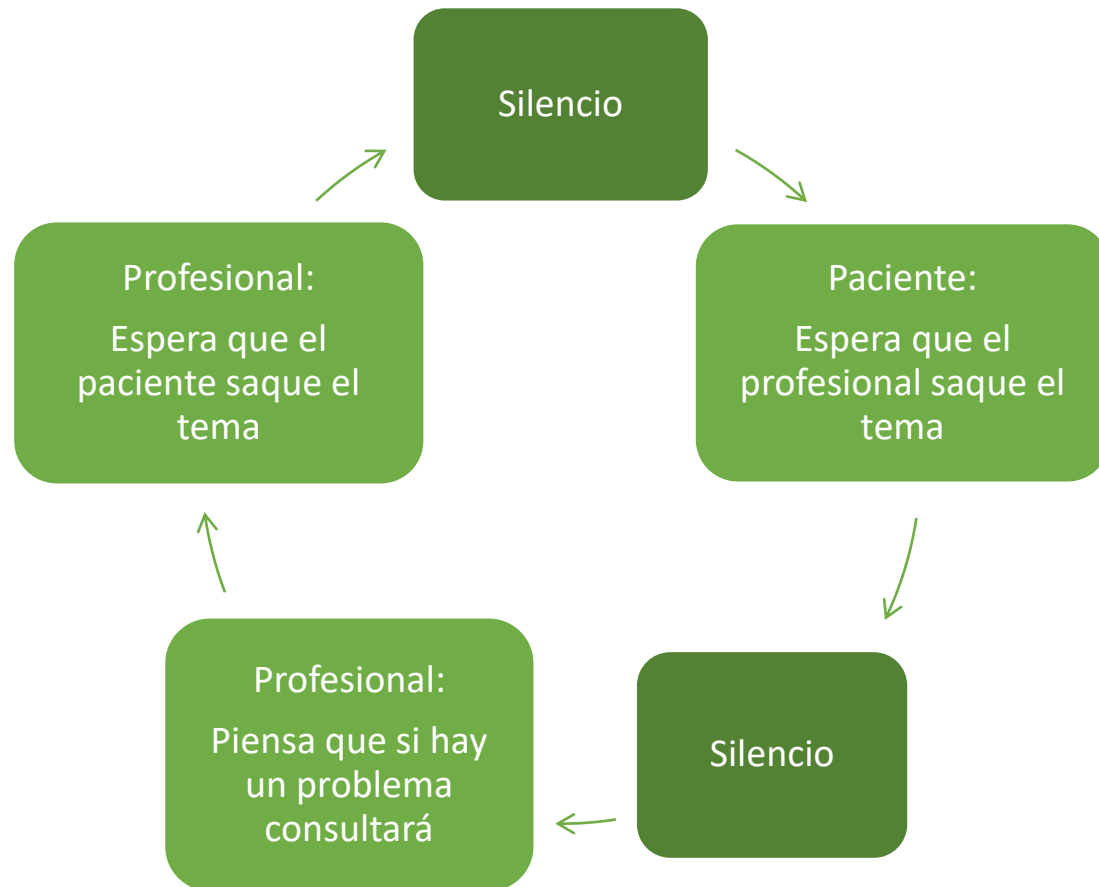 Silencio
Paciente:
Espera que el
profesional saque el
tema
Silencio
Profesional:
Piensa que si hay
un problema
consultará
Profesional:
Espera que el
paciente saque el
tema